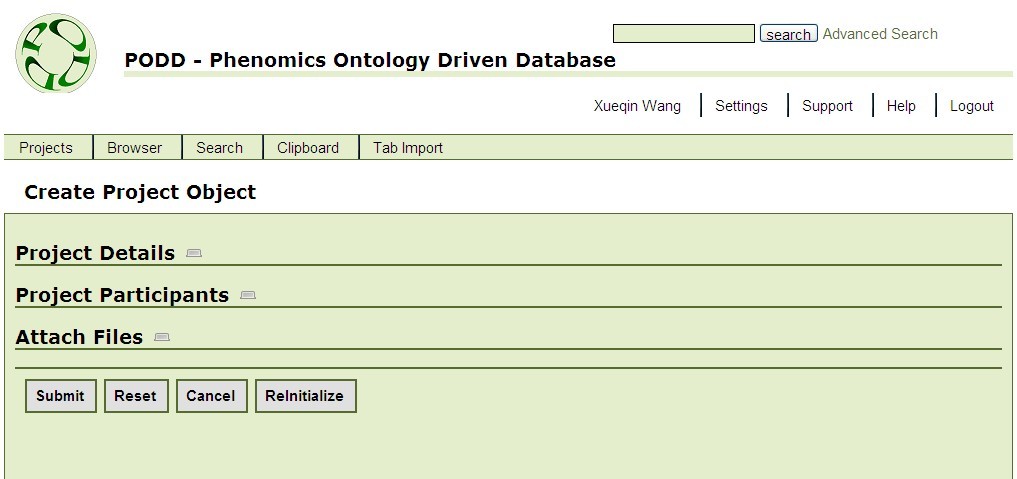 search Advanced Search
PODD - Phenomics Ontology Driven Database
Xueqin Wang Settings Support Help Logout
Projects Browser Search Clipboard Tab Import
Create Project Object
Project Details
Project Participants
Attach Files
Submit Reset Cancel ReInitialize